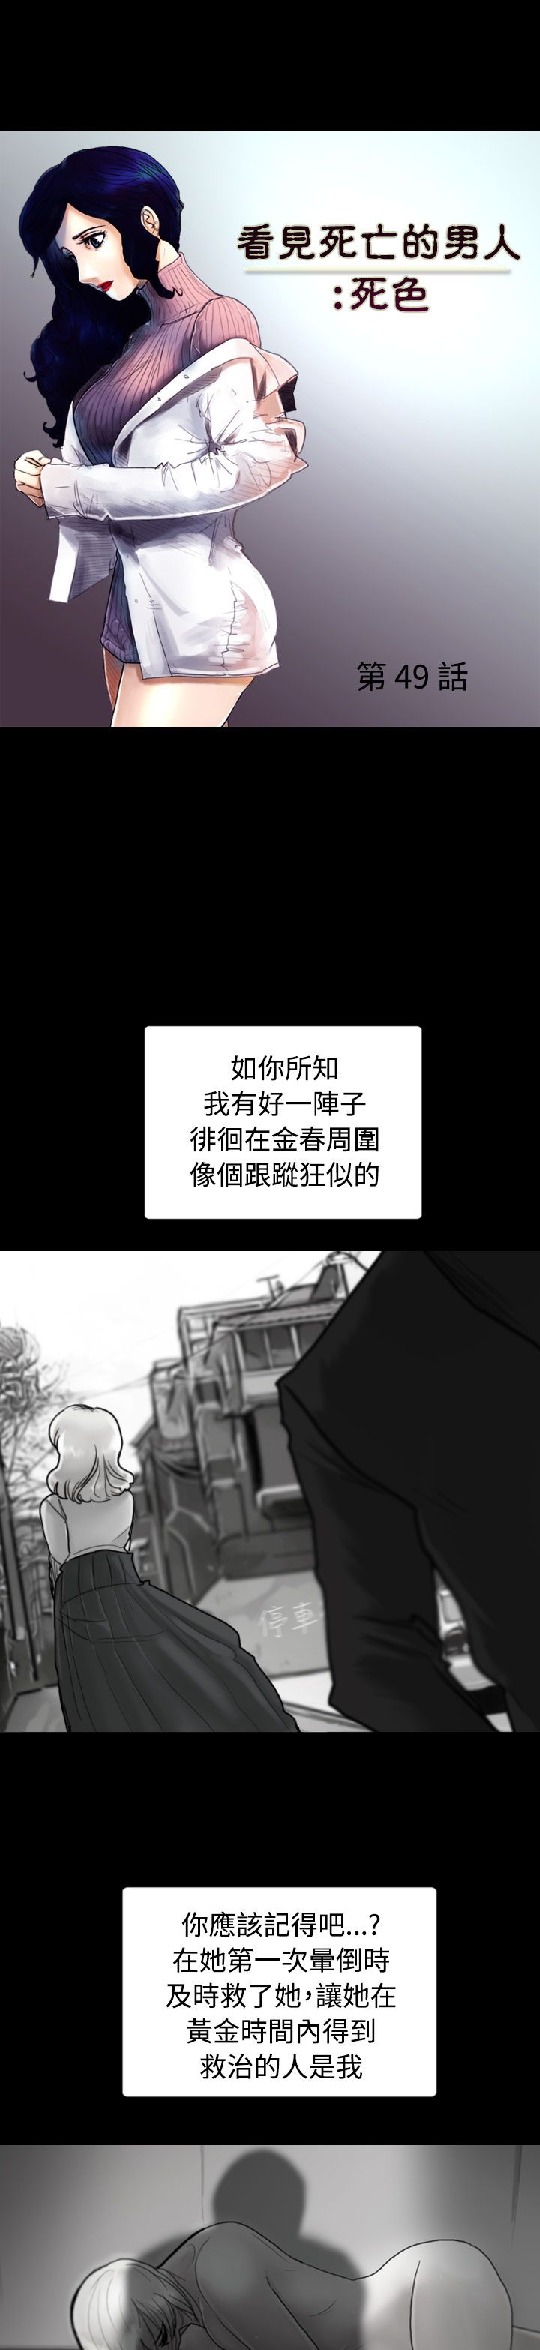 看見死亡的男人
:死色
第 49 話
如你所知
我有好一陣子
徘徊在金春周圍
像個跟蹤狂似的
停車
你應該記得吧...?
在她第一次暈倒時
及時救了她,讓她在
黃金時間內得到
救治的人是我